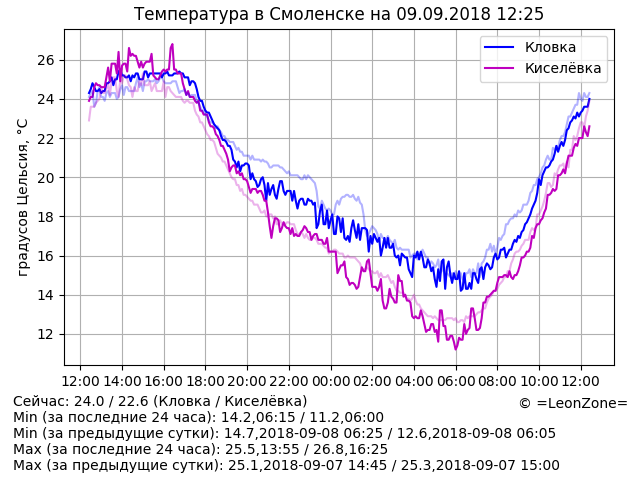 Температура в Смоленске на 09.09.2018 12:25
градусов Цельсия, °C
26
24
22
20
18
16
14
12
Кловка
Киселёвка
12:00 14:00 16:00 18:00 20:00 22:00 00:00 02:00 04:00 06:00 08:00 10:00 12:00
Сейчас: 24.0 / 22.6 (Кловка / Киселёвка)
© =LeonZone=
Min (за последние 24 часа): 14.2,06:15 / 11.2,06:00
Min (за предыдущие сутки): 14.7,2018-09-08 06:25 / 12.6,2018-09-08 06:05
Max (за последние 24 часа): 25.5,13:55 / 26.8,16:25
Max (за предыдущие сутки): 25.1,2018-09-07 14:45 / 25.3,2018-09-07 15:00